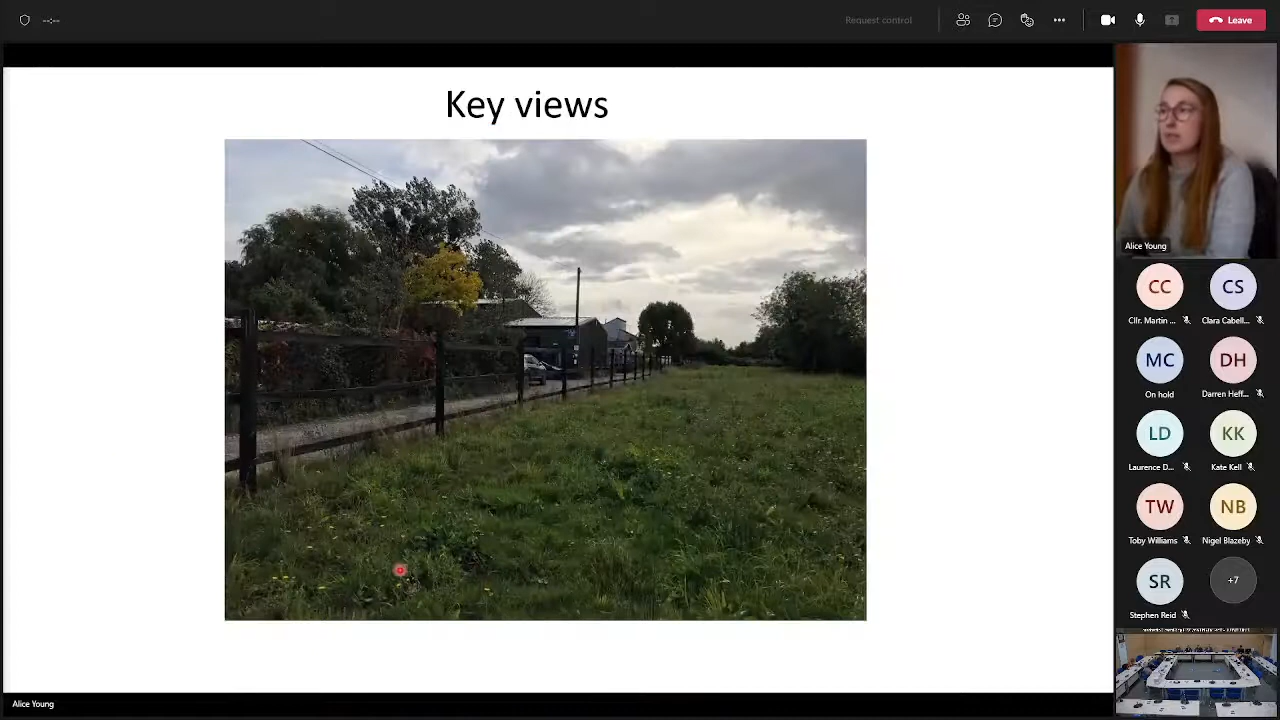 --:--
Request control
Leave
Key views
Alice Young
CC
CS
Cllr. Martin ...
Clara Cabell...
MC
DH
On hold
Darren Heff...
LD
KK
Laurence D...
Kate Kell
TW
NB
Toby Williams
Nigel Blazeby
SR
+7
Stephen Reid
Alice Young